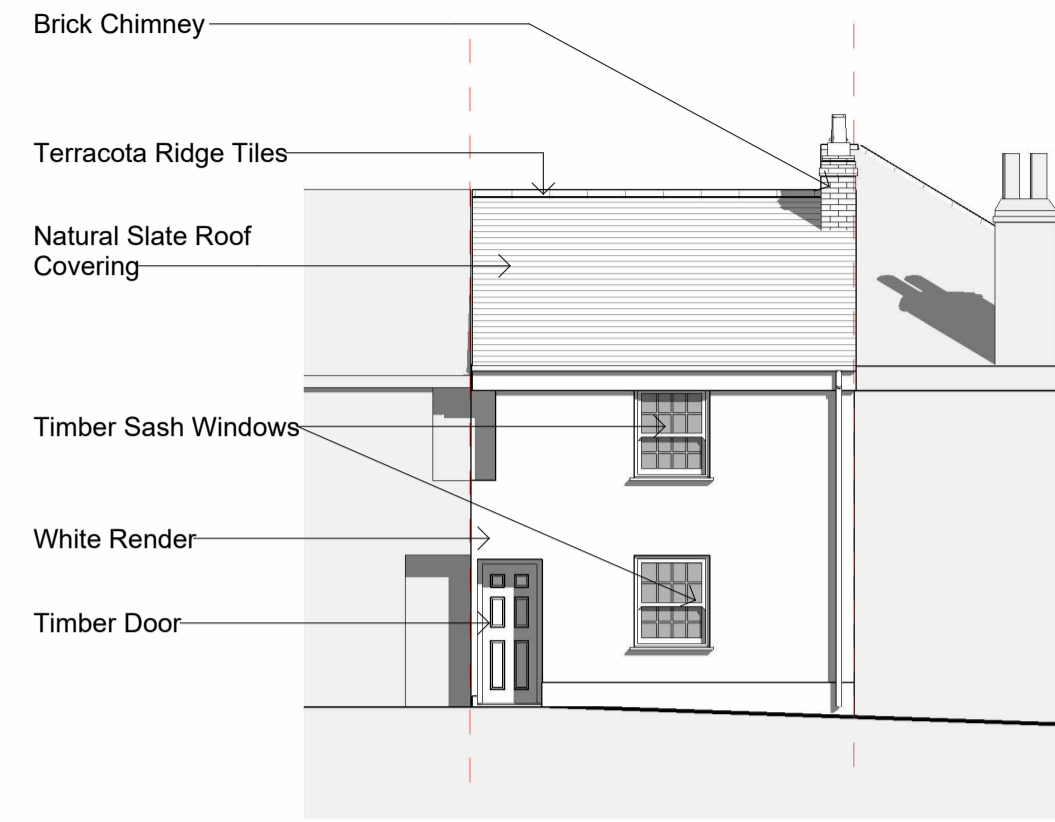 Brick Chimney
Terracota Ridge Tiles
Natural Slate Roof
Covering
Timber Sash Windows
White Render
Timber Door